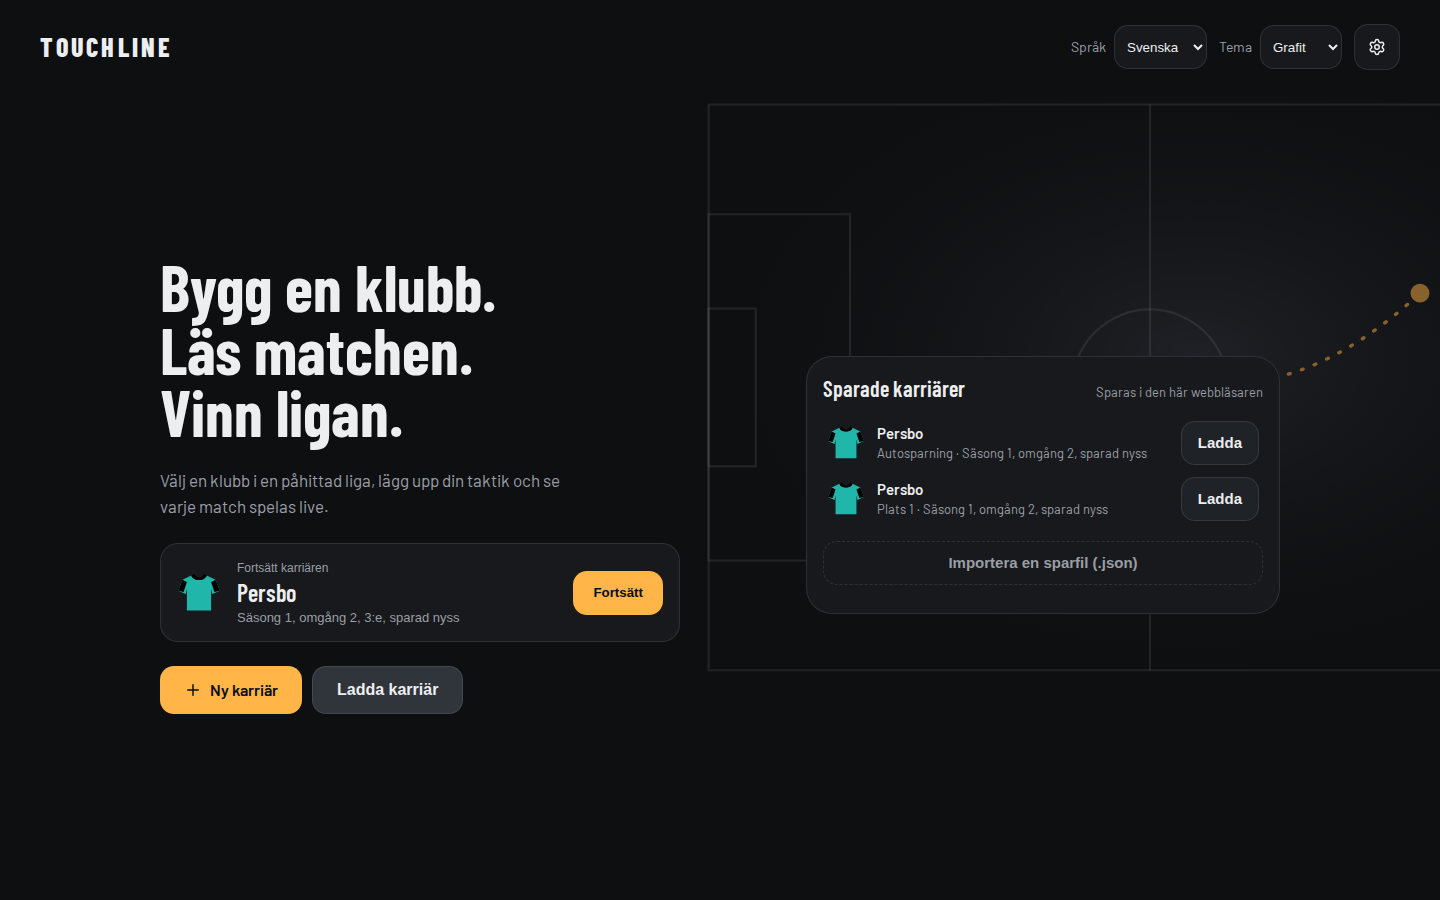 TOUCHLINE
Språk
Svenska
Tema
Grafit
Bygg en klubb.
Läs matchen.
Vinn ligan.
Välj en klubb i en påhittad liga, lägg upp din taktik och se
varje match spelas live.
Fortsätt karriären
Persbo
Säsong 1, omgång 2, 3:e, sparad nyss
Fortsätt
Ny karriär
Ladda karriär
Sparade karriärer
Sparas i den här webbläsaren
Persbo
Autosparning · Säsong 1, omgång 2, sparad nyss
Ladda
Persbo
Plats 1 · Säsong 1, omgång 2, sparad nyss
Ladda
Importera en sparfil (.json)